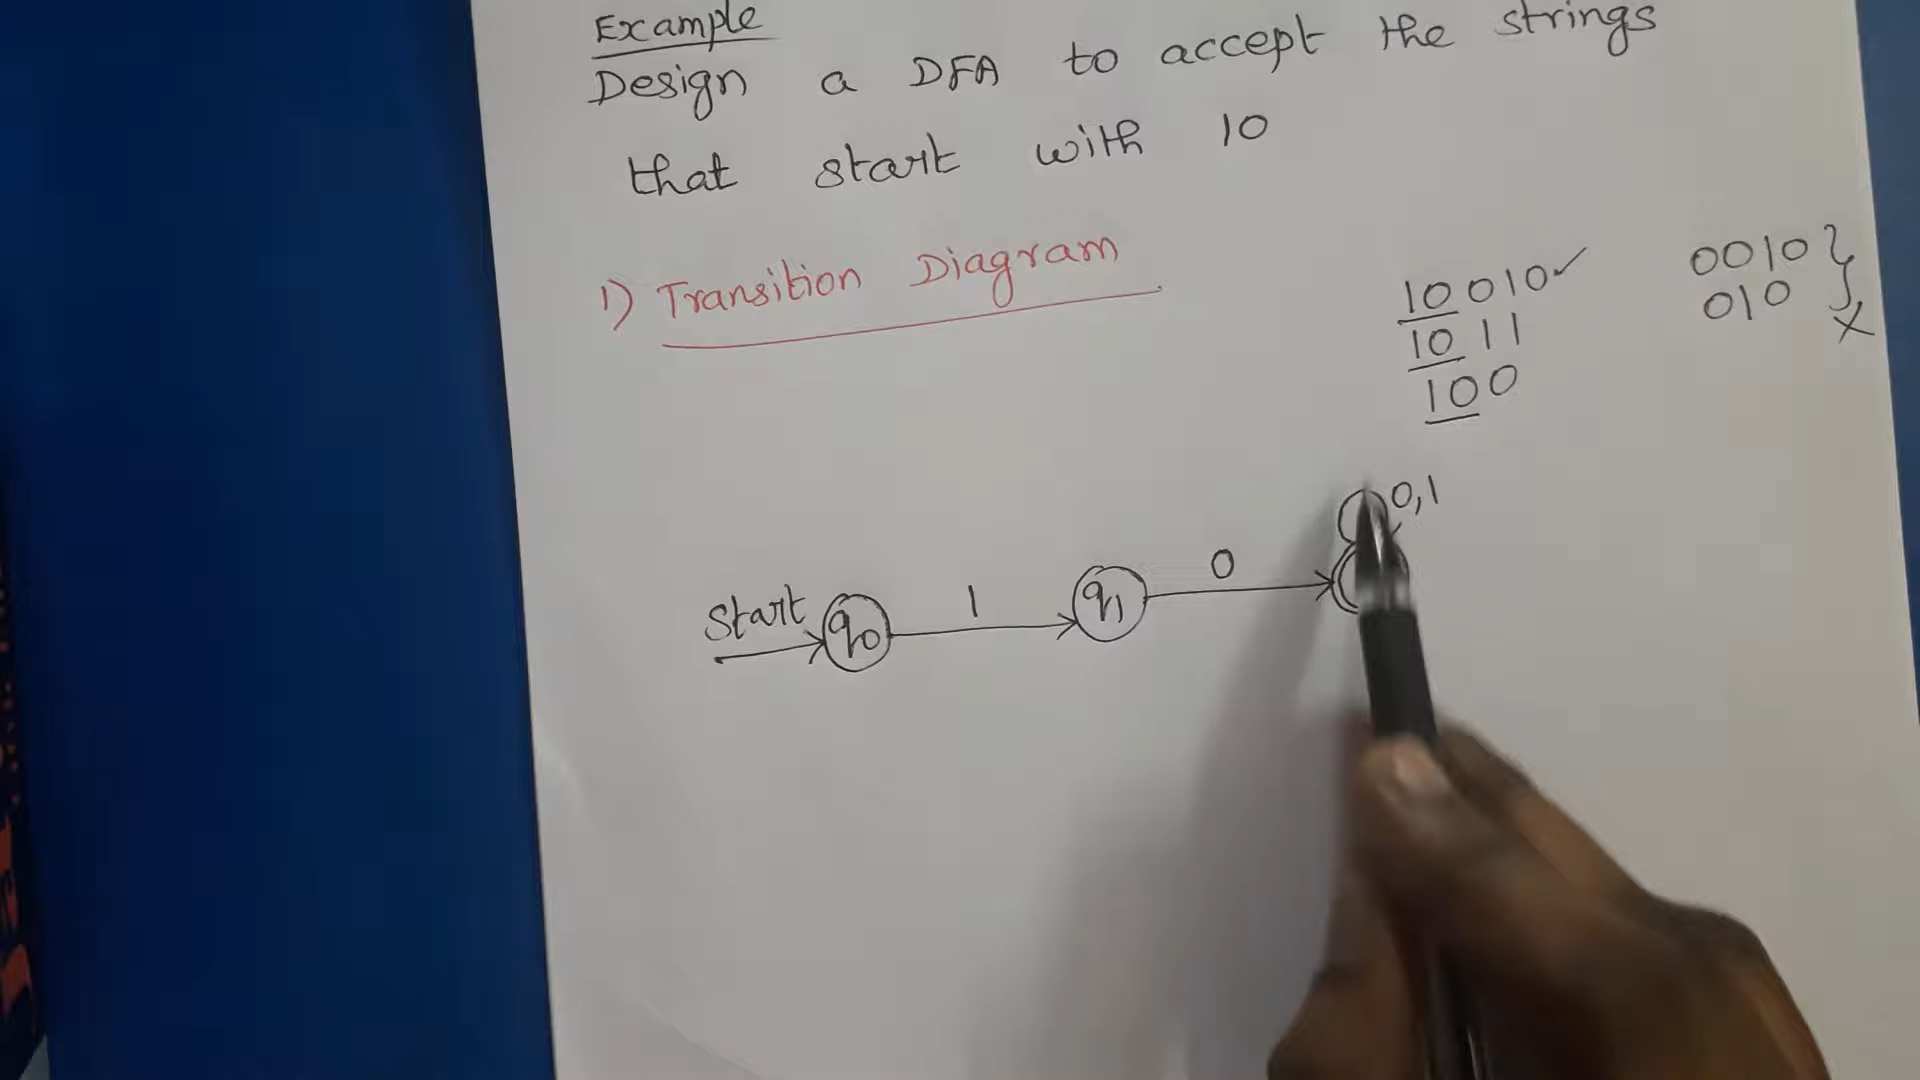 Example
Design a DFA to accept the strings
that start with 10
1) Transition Diagram
10010✓
1011
100
0010}
010
X
0,1
Start q0 1 q1 0